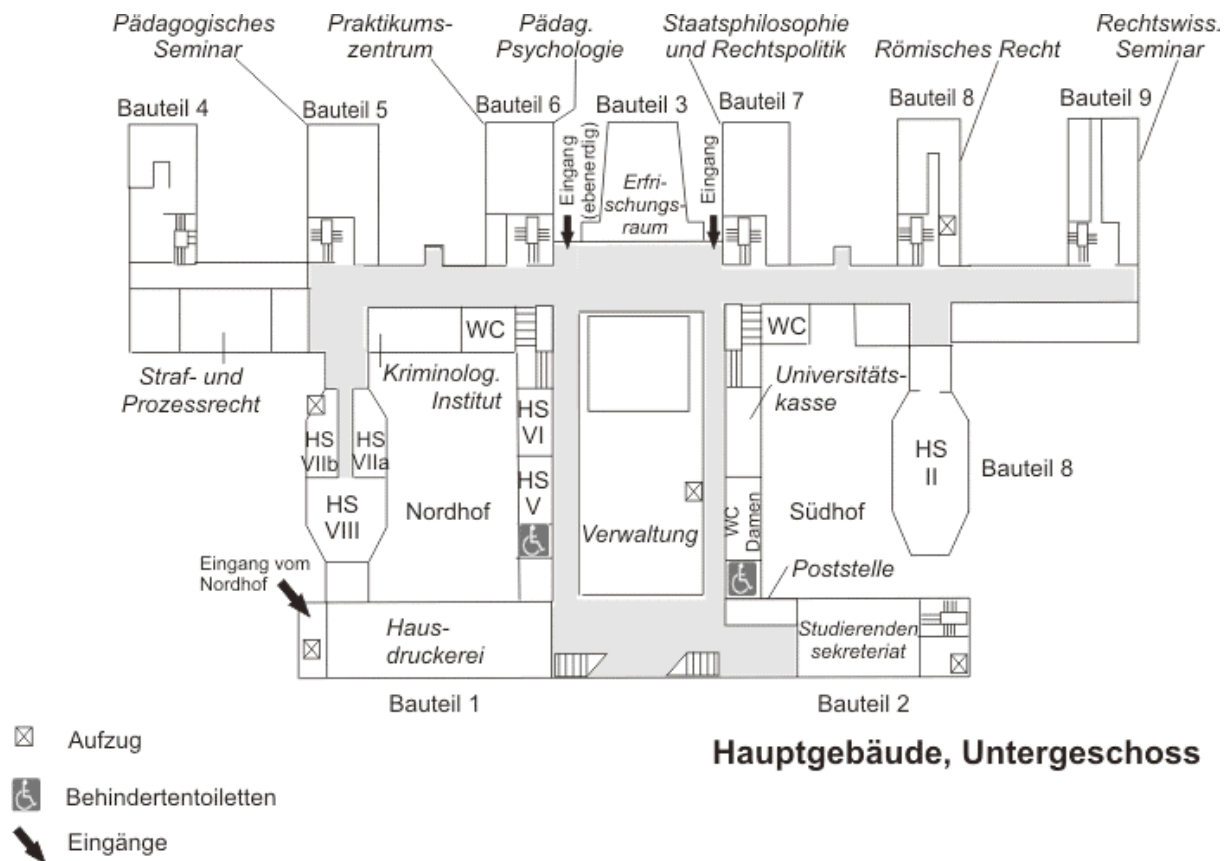 Pädagogisches
Seminar
Praktikums-
zentrum
Pädag.
Psychologie
Staatsphilosophie
und Rechtspolitik
Römisches Recht
Rechtswiss.
Seminar
Bauteil 4
Bauteil 5
Bauteil 6
Bauteil 3
Bauteil 7
Bauteil 8
Bauteil 9
Eingang
(ebenerdig)
Erfri-
schungs-
raum
Eingang
WC
WC
Straf- und
Prozessrecht
Kriminolog.
Institut
Universitäts-
kasse
HS
VI
HS
VIIb
HS
VIIa
HS
II
Bauteil 8
HS
V
HS
VIII
Nordhof
Verwaltung
WC
Damen
Südhof
Eingang vom
Nordhof
Poststelle
Haus-
druckerei
Studierenden
sekreteriat
Bauteil 1
Bauteil 2
Aufzug
Hauptgebäude, Untergeschoss
Behindertentoiletten
Eingänge